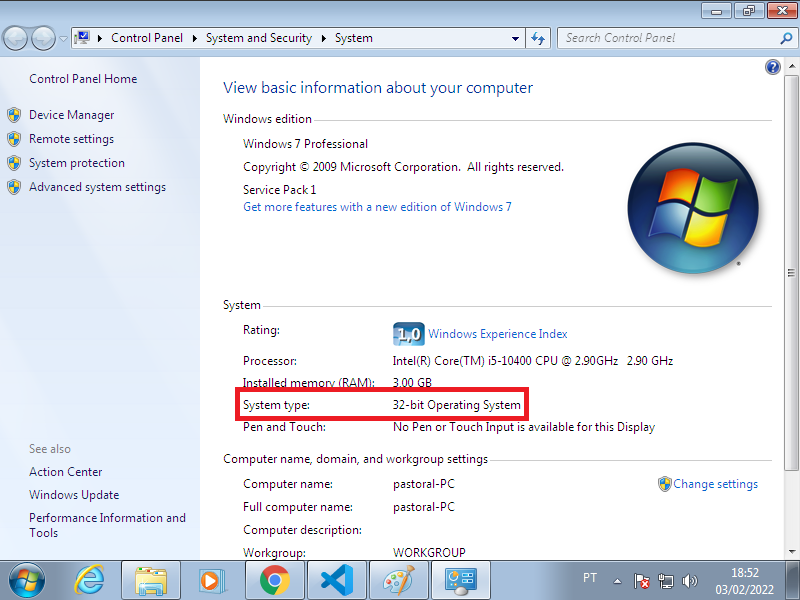 Control Panel System and Security System
Search Control Panel
Control Panel Home
Device Manager
Remote settings
System protection
Advanced system settings
See also
Action Center
Windows Update
Performance Information and
Tools
View basic information about your computer
Windows edition
Windows 7 Professional
Copyright © 2009 Microsoft Corporation. All rights reserved.
Service Pack 1
Get more features with a new edition of Windows 7
System
Rating: 1,0 Windows Experience Index
Processor: Intel(R) Core(TM) i5-10400 CPU @ 2.90GHz 2.90 GHz
Installed memory (RAM): 3.00 GB
System type: 32-bit Operating System
Pen and Touch: No Pen or Touch Input is available for this Display
Computer name, domain, and workgroup settings
Computer name: pastoral-PC Change settings
Full computer name: pastoral-PC
Computer description:
Workgroup: WORKGROUP
PT
18:52
03/02/2022